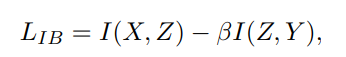 L_{IB} = I(X, Z) − βI(Z, Y),